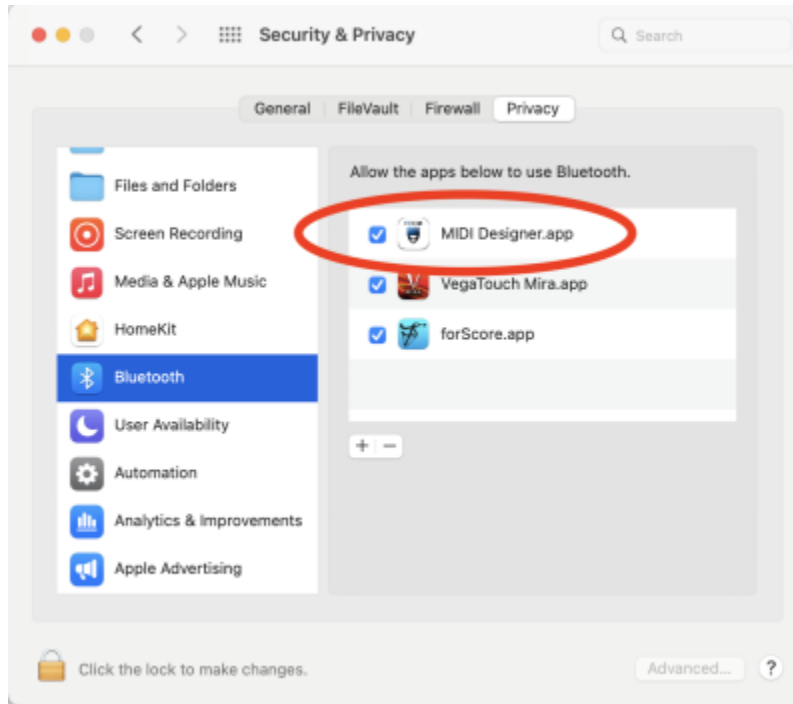 Security & Privacy
Search
General FileVault Firewall Privacy
Files and Folders
Screen Recording
Media & Apple Music
HomeKit
Bluetooth
User Availability
Automation
Analytics & Improvements
Apple Advertising
Allow the apps below to use Bluetooth.
MIDI Designer.app
VegaTouch Mira.app
forScore.app
+ −
Click the lock to make changes.
Advanced...
?